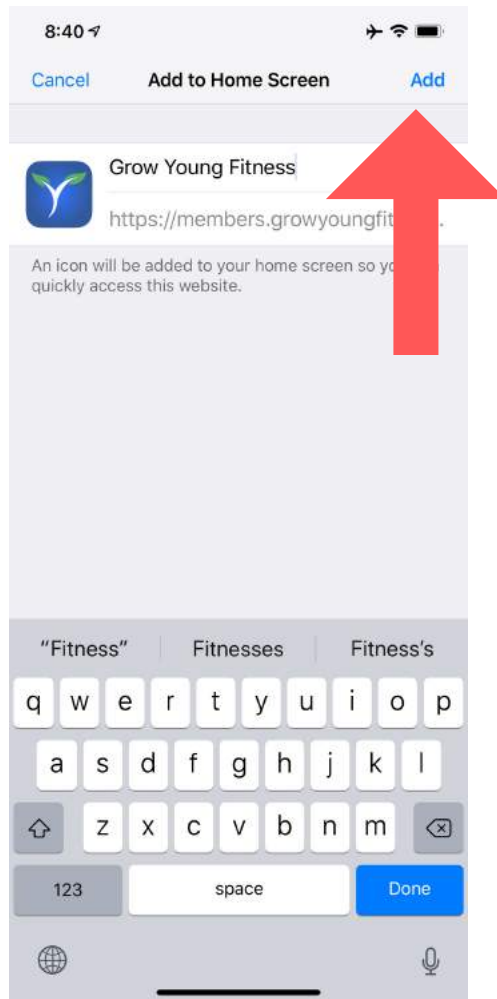 8:40
Cancel Add to Home Screen Add
Grow Young Fitness
https://members.growyoungfit
An icon will be added to your home screen so
quickly access this website.
"Fitness" Fitnesses Fitness's
q w e r t y u i o p
a s d f g h j k l
z x c v b n m
123 space Done